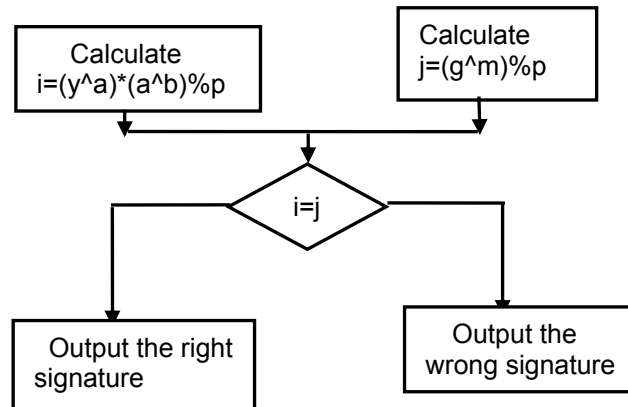 Calculate
i=(y^a)*(a^b)%p
Calculate
j=(g^m)%p
i=j
Output the right
signature
Output the
wrong signature